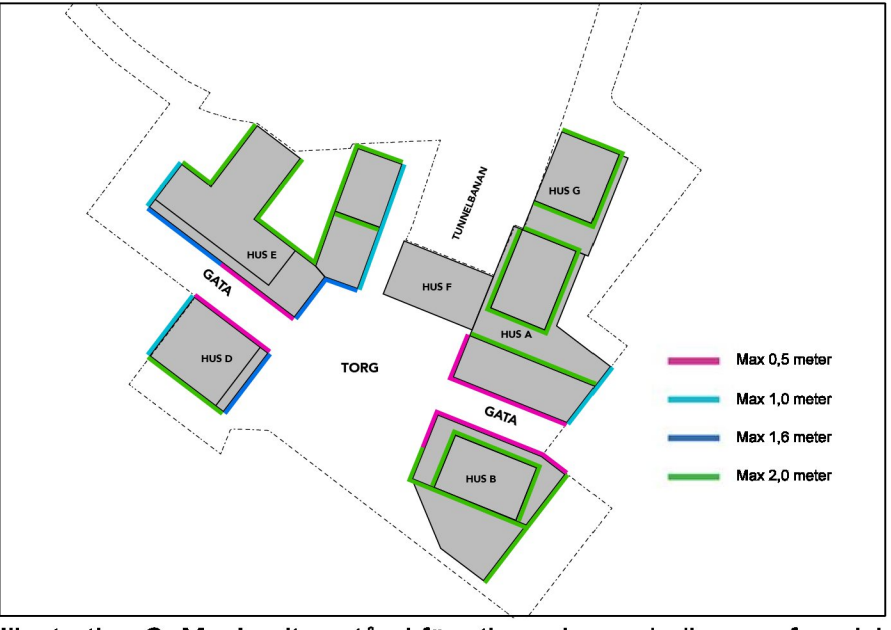 HUS G
TUNNELBANAN
HUS E
GATA
HUS F
HUS A
HUS D
TORG
GATA
HUS B
Max 0,5 meter
Max 1,0 meter
Max 1,6 meter
Max 2,0 meter